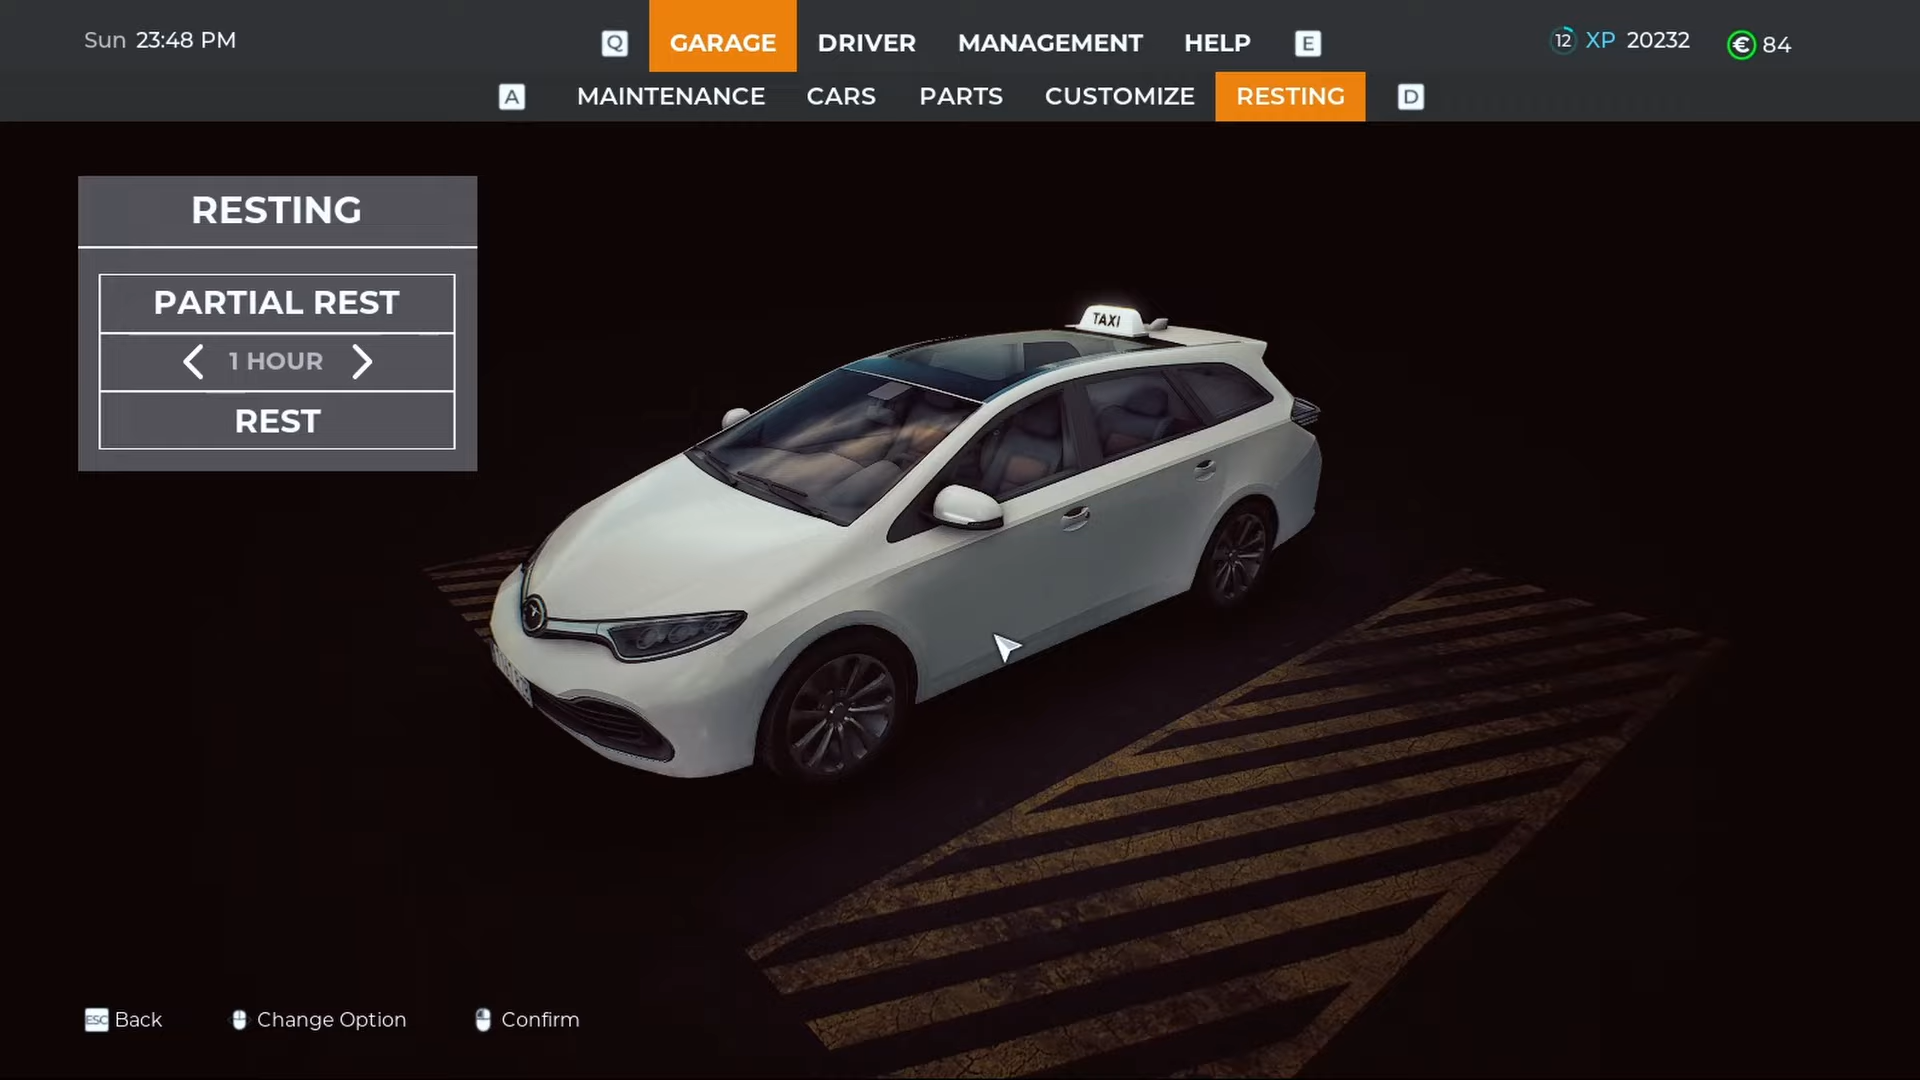 Sun 23:48 PM
Q GARAGE DRIVER MANAGEMENT HELP E
12 XP 20232 € 84
A MAINTENANCE CARS PARTS CUSTOMIZE RESTING D
RESTING
PARTIAL REST
1 HOUR
REST
TAXI
ESC Back
Change Option
Confirm